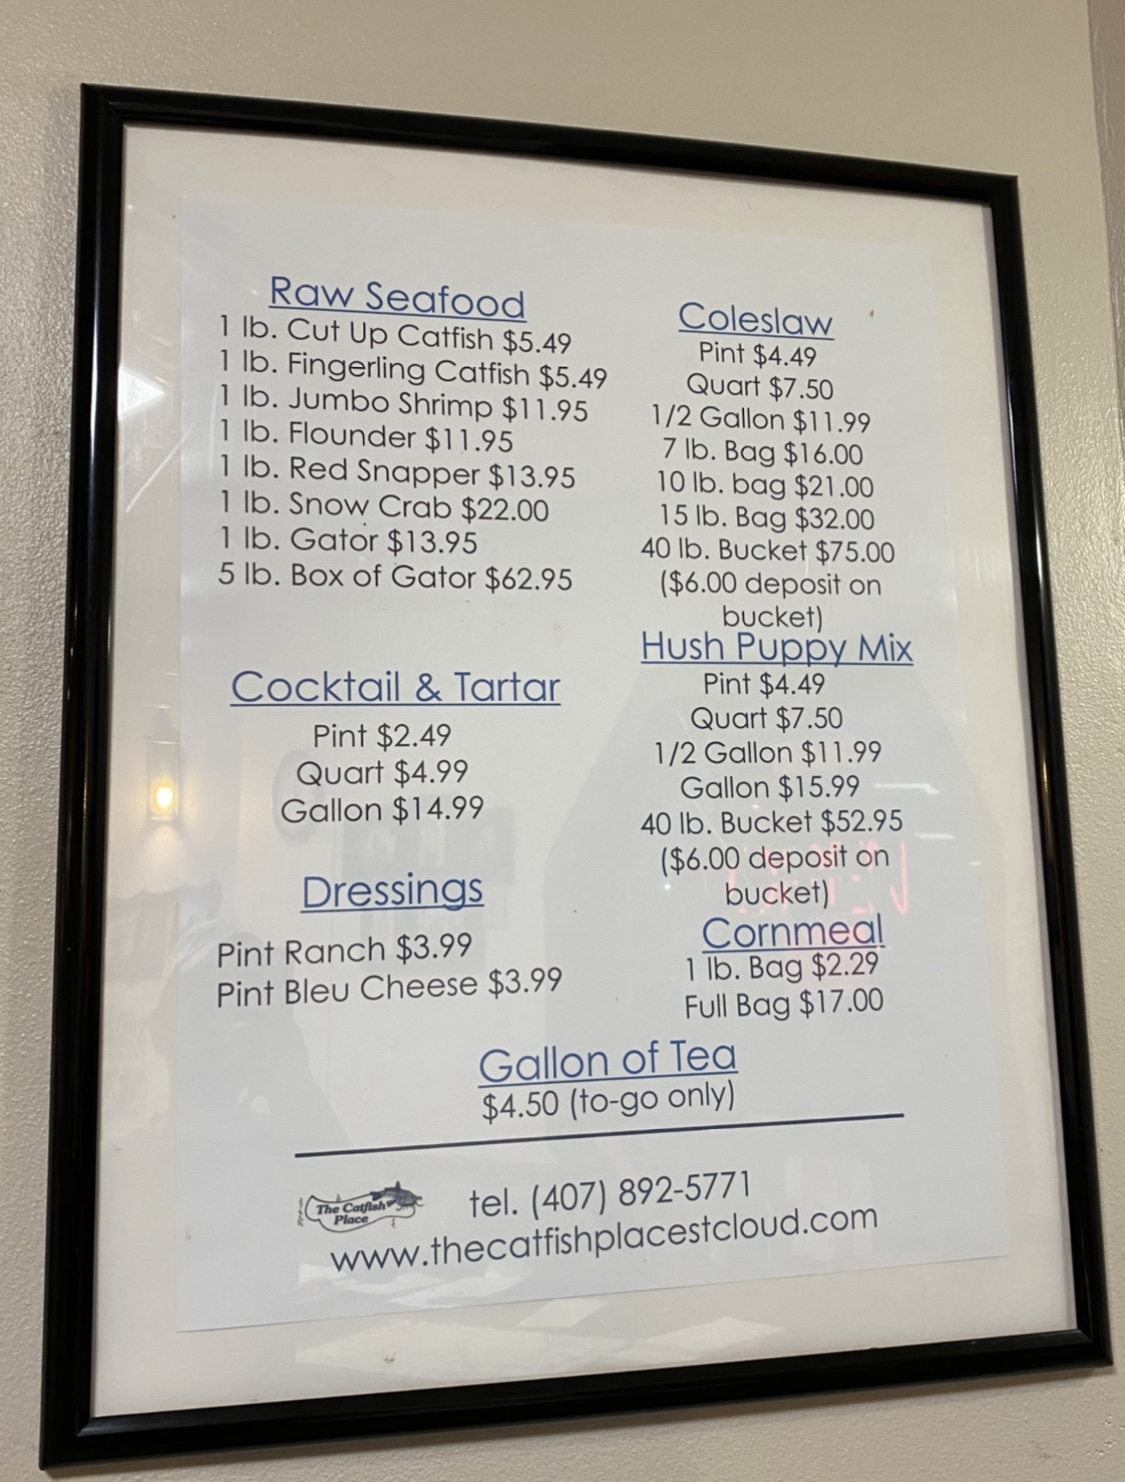 Raw Seafood
1 lb. Cut Up Catfish $5.49
1 lb. Fingerling Catfish $5.49
1 lb. Jumbo Shrimp $11.95
1 lb. Flounder $11.95
1 lb. Red Snapper $13.95
1 lb. Snow Crab $22.00
1 lb. Gator $13.95
5 lb. Box of Gator $62.95
Cocktail & Tartar
Pint $2.49
Quart $4.99
Gallon $14.99
Dressings
Pint Ranch $3.99
Pint Bleu Cheese $3.99
Coleslaw
Pint $4.49
Quart $7.50
1/2 Gallon $11.99
7 lb. Bag $16.00
10 lb. bag $21.00
15 lb. Bag $32.00
40 lb. Bucket $75.00
($6.00 deposit on
bucket)
Hush Puppy Mix
Pint $4.49
Quart $7.50
1/2 Gallon $11.99
Gallon $15.99
40 lb. Bucket $52.95
($6.00 deposit on
bucket)
Cornmeal
1 lb. Bag $2.29
Full Bag $17.00
Gallon of Tea
$4.50 (to-go only)
The Catfish
Place
tel. (407) 892-5771
www.thecatfishplacestcloud.com